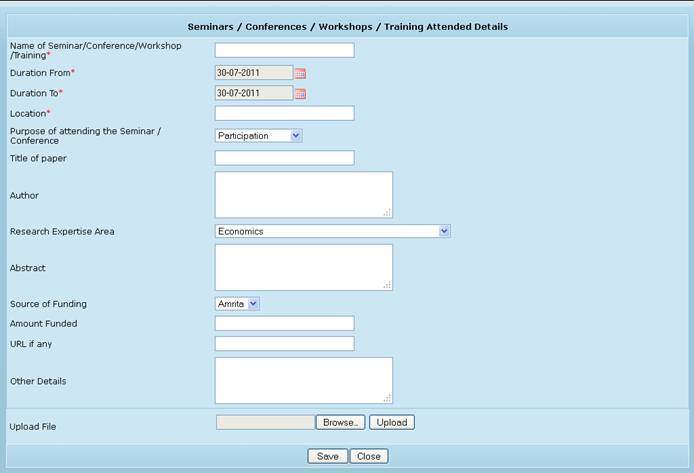 Seminars / Conferences / Workshops / Training Attended Details
Name of Seminar/Conference/Workshop
/Training*
Duration From* 30-07-2011
Duration To* 30-07-2011
Location*
Purpose of attending the Seminar /
Conference Participation
Title of paper
Author
Research Expertise Area Economics
Abstract
Source of Funding Amrita
Amount Funded
URL if any
Other Details
Upload File Browse... Upload
Save Close